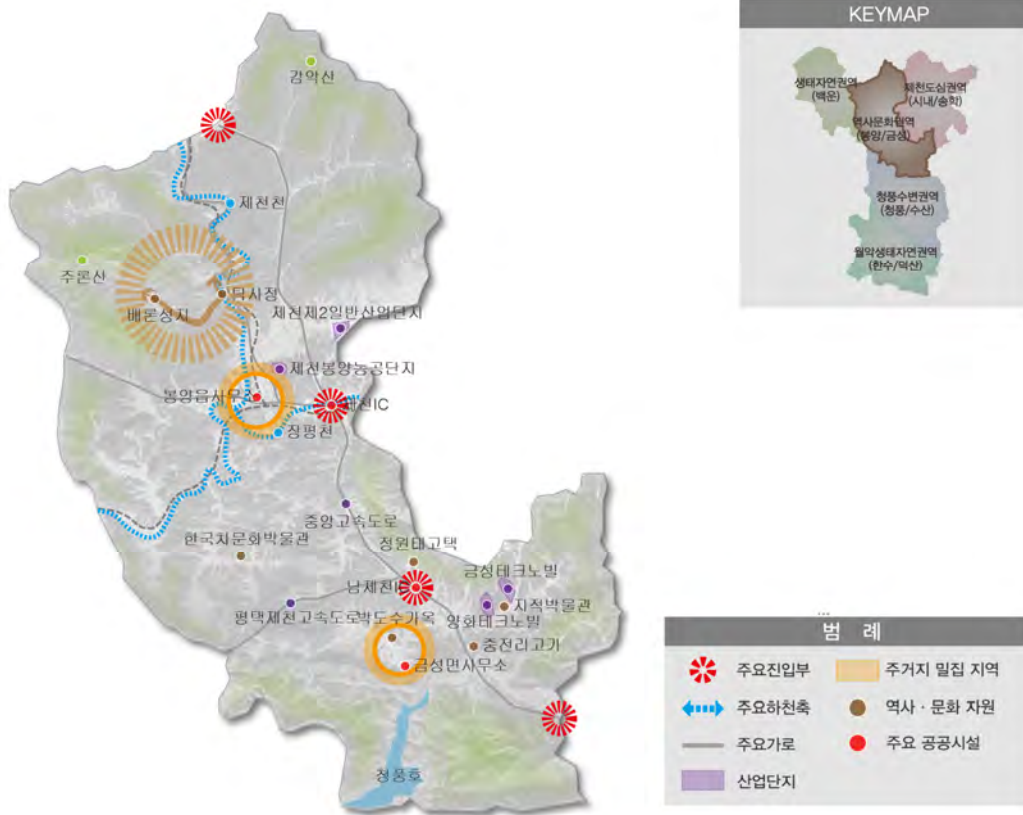 KEYMAP
생태자연권역
(백운)
제천도심권역
(시내/송학)
역사문화권역
(봉양/금성)
청풍수변권역
(청풍/수산)
월악생태자연권역
(한수/덕산)
감악산
제천천
주론산
탁사정
배론성지
제천제2일반산업단지
제천봉양농공단지
봉양읍사무소
제천IC
장평천
중앙고속도로
한국차문화박물관
정원태고택
금성테크노빌
남제천IC
지적박물관
평택제천고속도로
박도수가옥
양화테크노빌
중전리고기
금성면사무소
청풍호
...
범 례
주요진입부
주거지 밀집 지역
주요하천축
역사 · 문화 자원
주요가로
주요 공공시설
산업단지